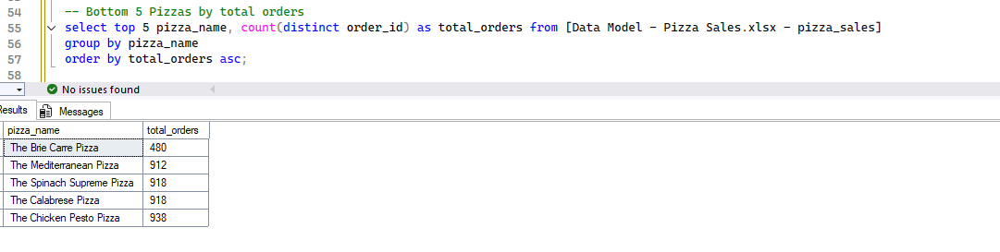 54 -- Bottom 5 Pizzas by total orders
55 select top 5 pizza_name, count(distinct order_id) as total_orders from [Data Model - Pizza Sales.xlsx - pizza_sales]
56 group by pizza_name
57 order by total_orders asc;
58
No issues found
Results Messages
pizza_name total_orders
The Brie Carre Pizza 480
The Mediterranean Pizza 912
The Spinach Supreme Pizza 918
The Calabrese Pizza 918
The Chicken Pesto Pizza 938